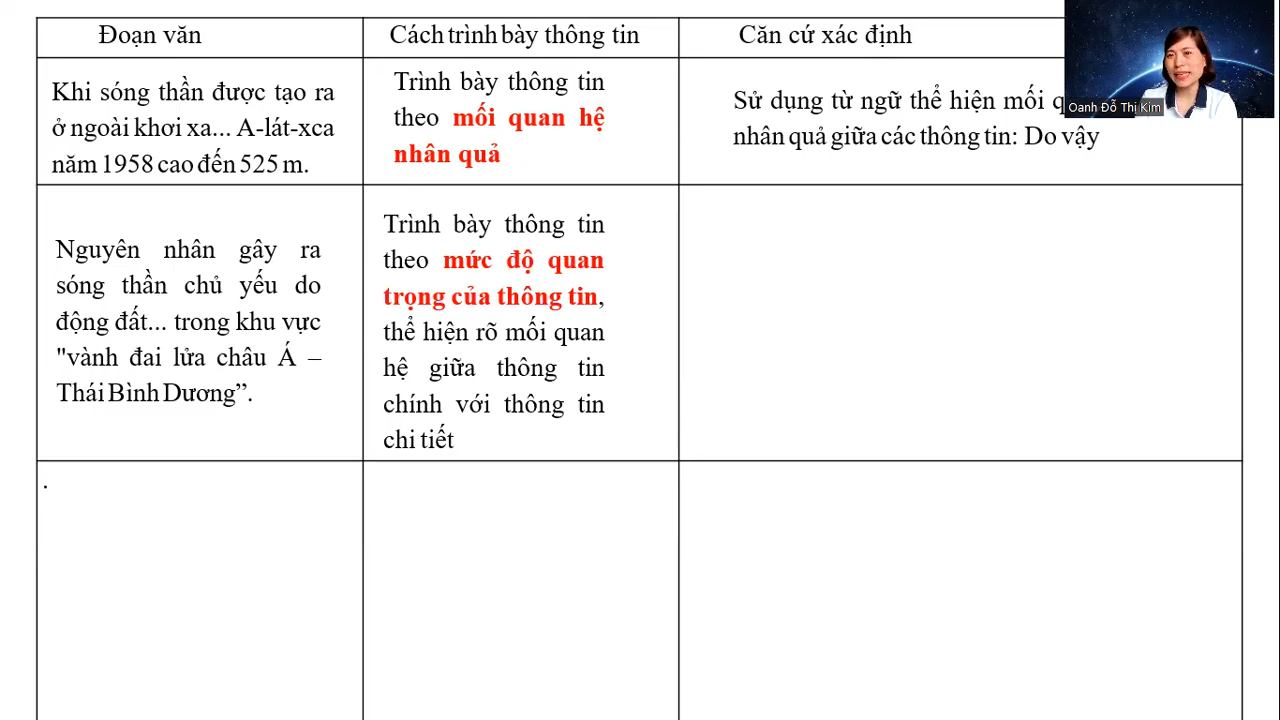 Đoạn văn
Cách trình bày thông tin
Căn cứ xác định
Khi sóng thần được tạo ra
ở ngoài khơi xa... A-lát-xca
năm 1958 cao đến 525 m.
Trình bày thông tin
theo mối quan hệ
nhân quả
Sử dụng từ ngữ thể hiện mối
nhân quả giữa các thông tin: Do vậy
Oanh Đỗ Thị Kim
Nguyên nhân gây ra
sóng thần chủ yếu do
động đất... trong khu vực
"vành đai lửa châu Á –
Thái Bình Dương”.
Trình bày thông tin
theo mức độ quan
trọng của thông tin,
thể hiện rõ mối quan
hệ giữa thông tin
chính với thông tin
chi tiết
.